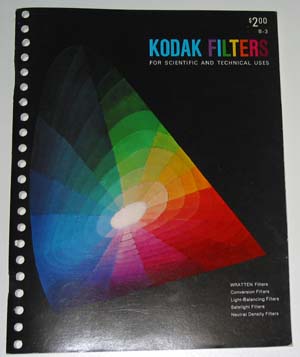 $2.00
B-3
KODAK FILTERS
FOR SCIENTIFIC AND TECHNICAL USES
WRATTEN Filters
Conversion Filters
Light-Balancing Filters
Safelight Filters
Neutral Density Filters